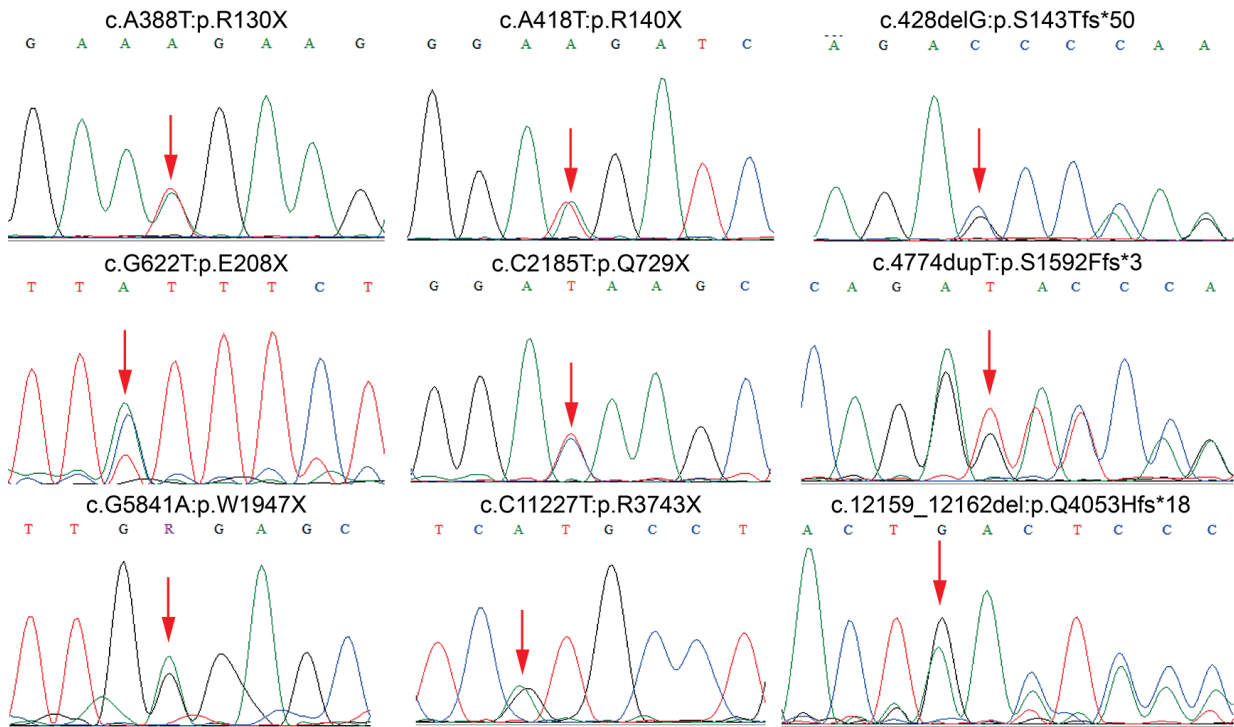 c.A388T:p.R130X
G A A A G A A G
c.A418T:p.R140X
G G A A G A T C
c.428delG:p.S143Tfs*50
A G A C C C C A A
c.G622T:p.E208X
T T A T T T C T
c.C2185T:p.Q729X
G G A T A A G C
c.4774dupT:p.S1592Ffs*3
C A G A T A C C C A
c.G5841A:p.W1947X
T T G R G A G C
c.C11227T:p.R3743X
T C A T G C C T
c.12159_12162del:p.Q4053Hfs*18
A C T G A C T C C C